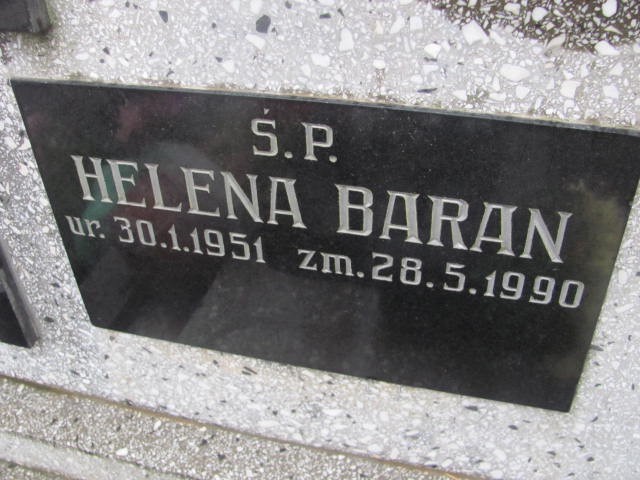 Ś.P.
HELENA BARAN
ur. 30.1.1951 zm. 28.5.1990